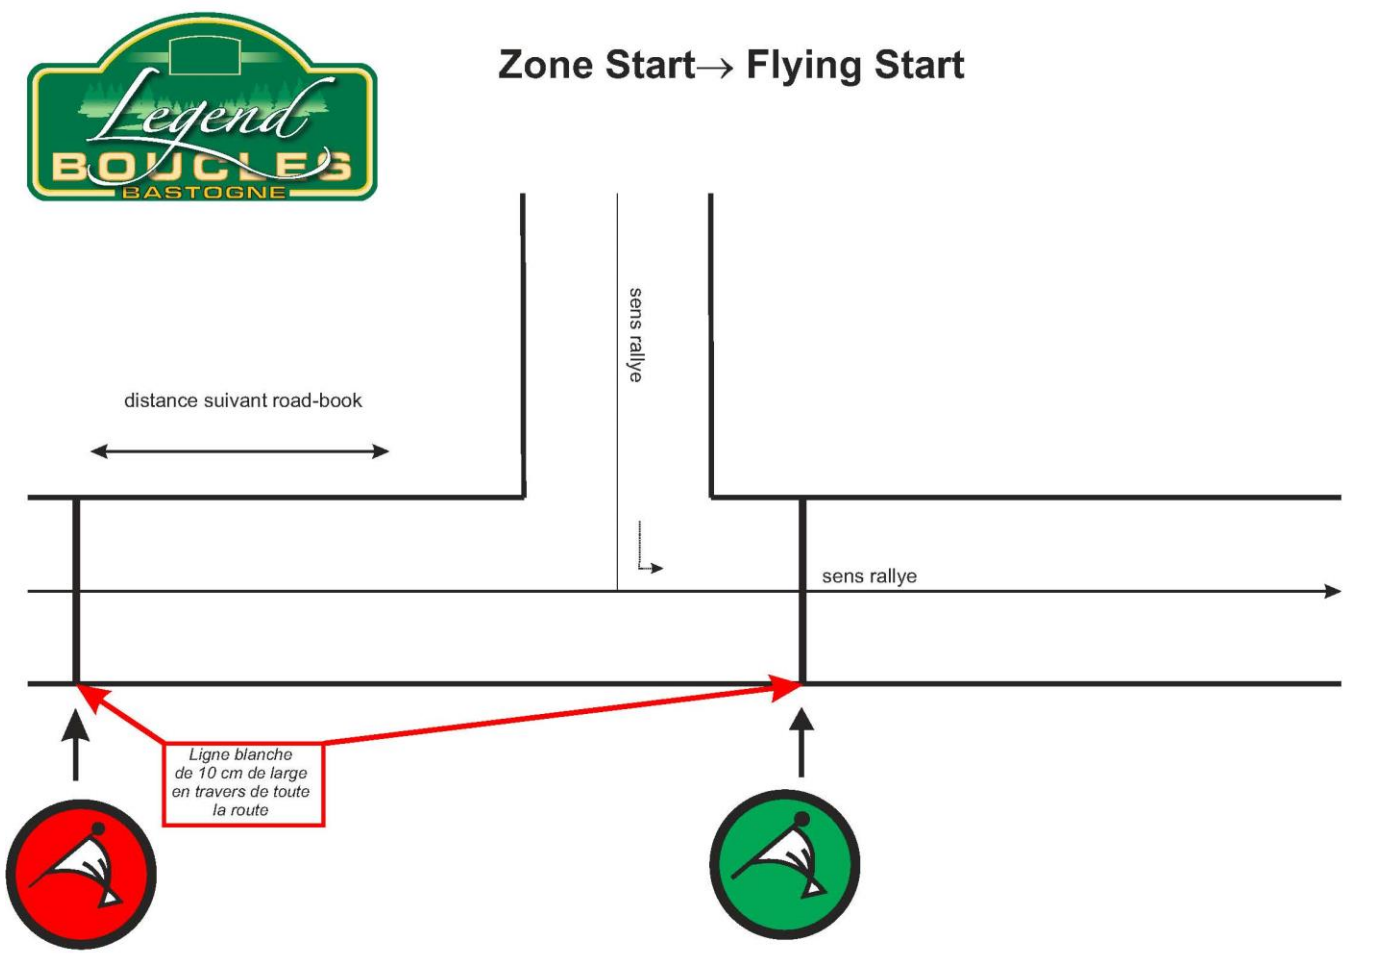 Legend
BOUCLES
BASTOGNE
Zone Start→ Flying Start
sens rallye
distance suivant road-book
sens rallye
Ligne blanche
de 10 cm de large
en travers de toute
la route